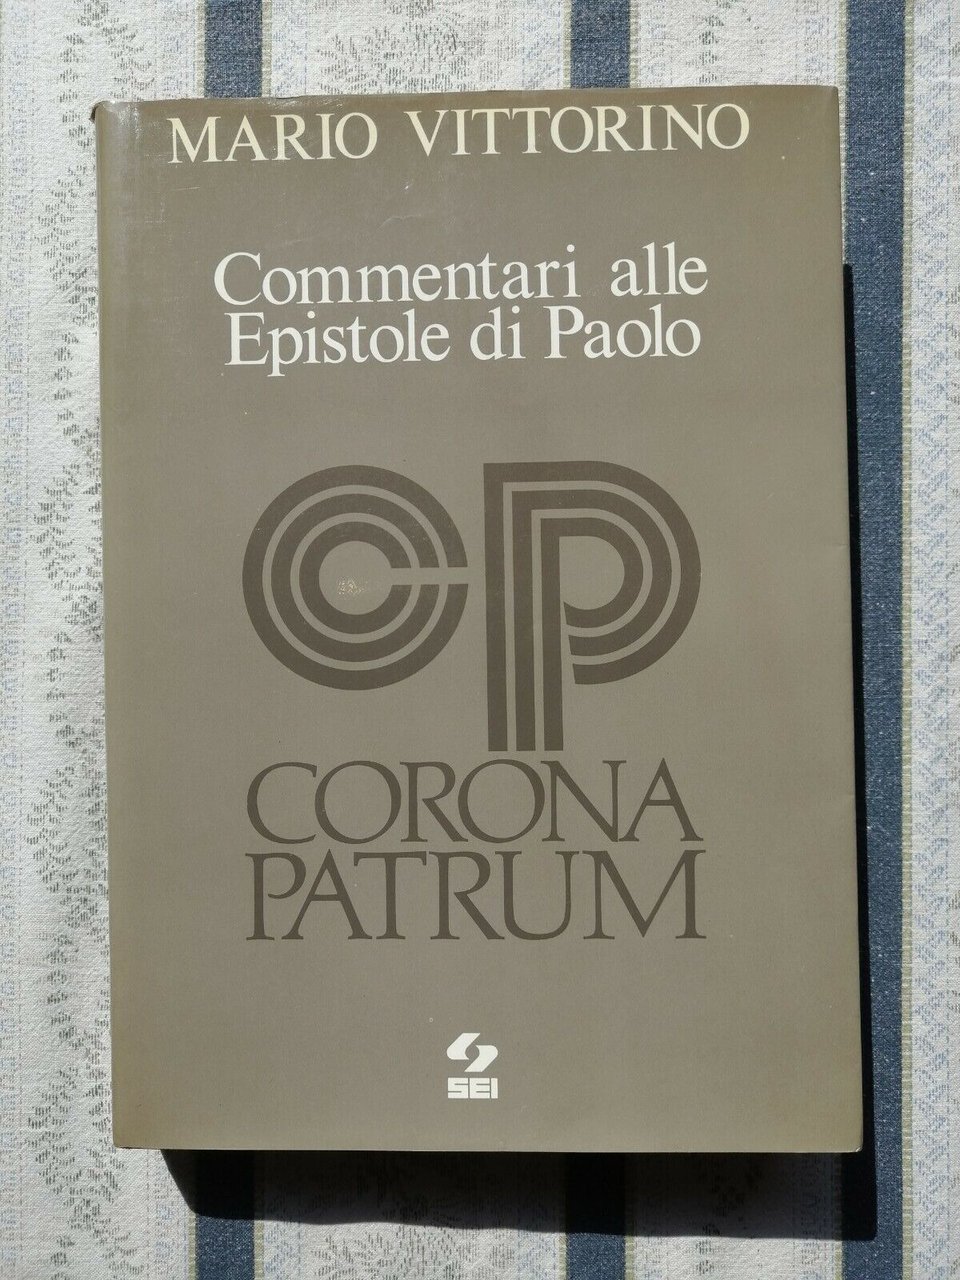 MARIO VITTORINO
Commentari alle
Epistole di Paolo
CP
CORONA
PATRUM
SEI